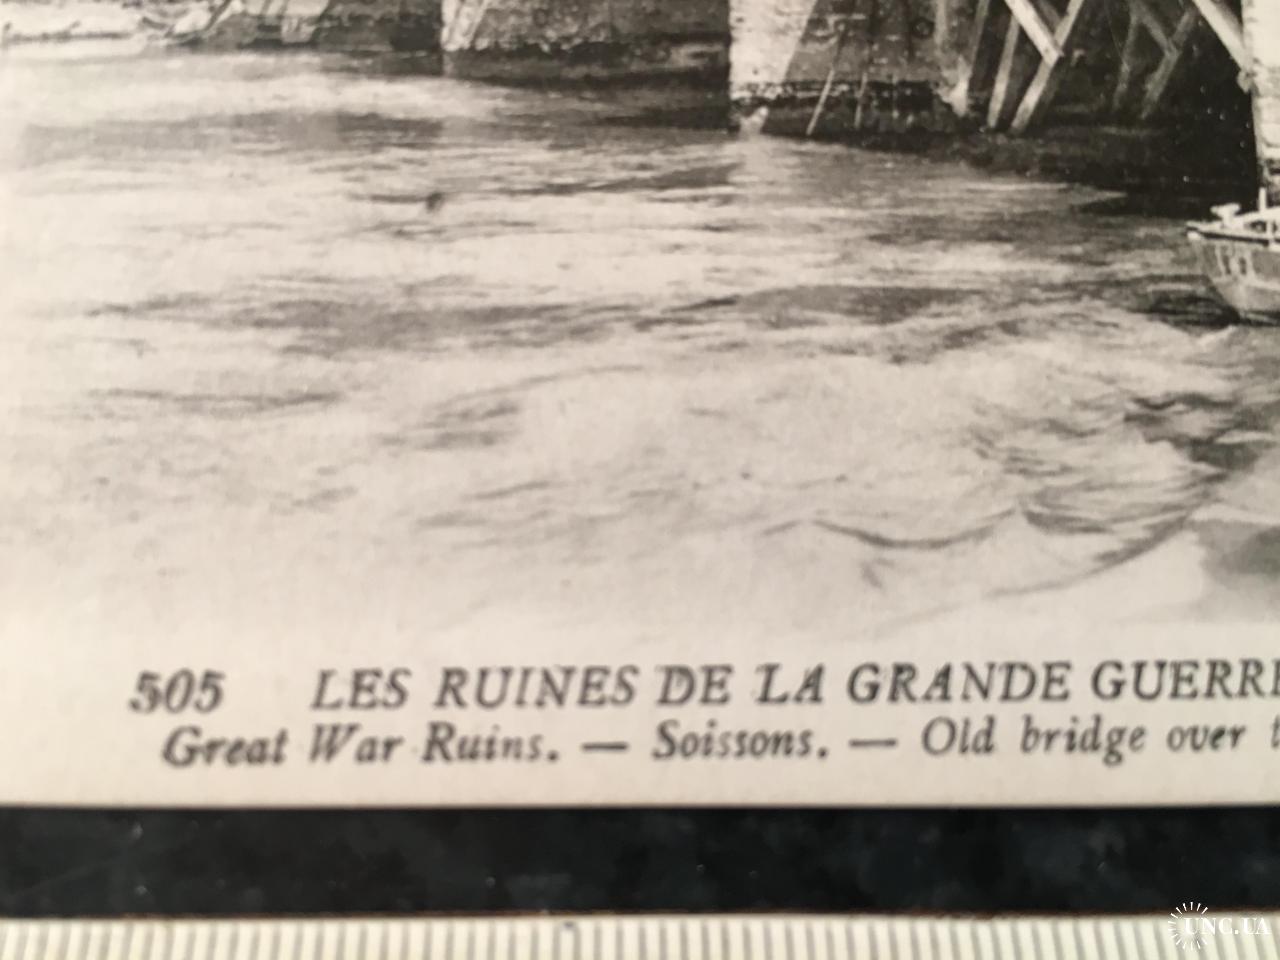 505 LES RUINES DE LA GRANDE GUERRE
Great War Ruins. — Soissons. — Old bridge over t
UNC.UA